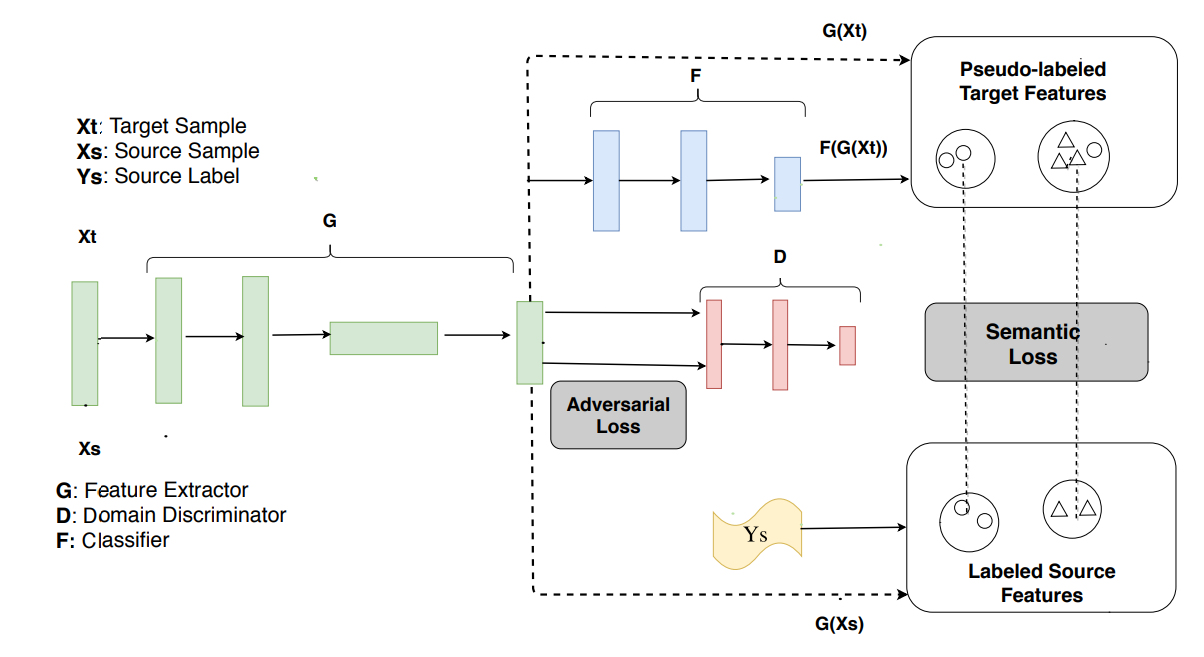 G(Xt)
F
Pseudo-labeled
Target Features
Xt: Target Sample
Xs: Source Sample
Ys: Source Label
F(G(Xt))
G
Xt
D
Semantic
Loss
Adversarial
Loss
Xs
G: Feature Extractor
D: Domain Discriminator
F: Classifier
Ys
Labeled Source
Features
G(Xs)